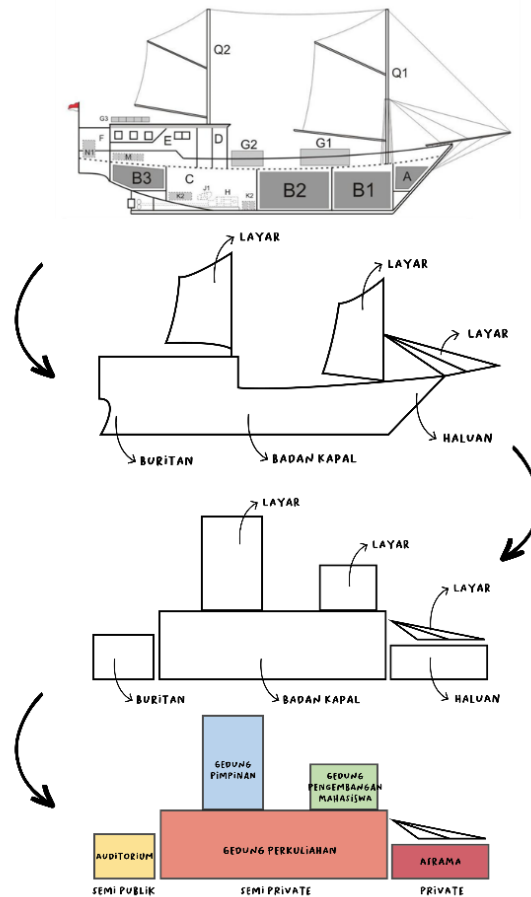 Q2
Q1
G3
F
E
D
G2
G1
N1
M
B3
C
K2
J1
H
K2
B2
B1
A
LAYAR
LAYAR
LAYAR
BURITAN
BADAN KAPAL
HALUAN
LAYAR
LAYAR
LAYAR
BURITAN
BADAN KAPAL
HALUAN
GEDUNG
PIMPINAN
GEDUNG
PENGEMBANGAN
MAHASISWA
AUDITORIUM
GEDUNG PERKULIAHAN
ASRAMA
SEMI PUBLIK
SEMI PRIVATE
PRIVATE